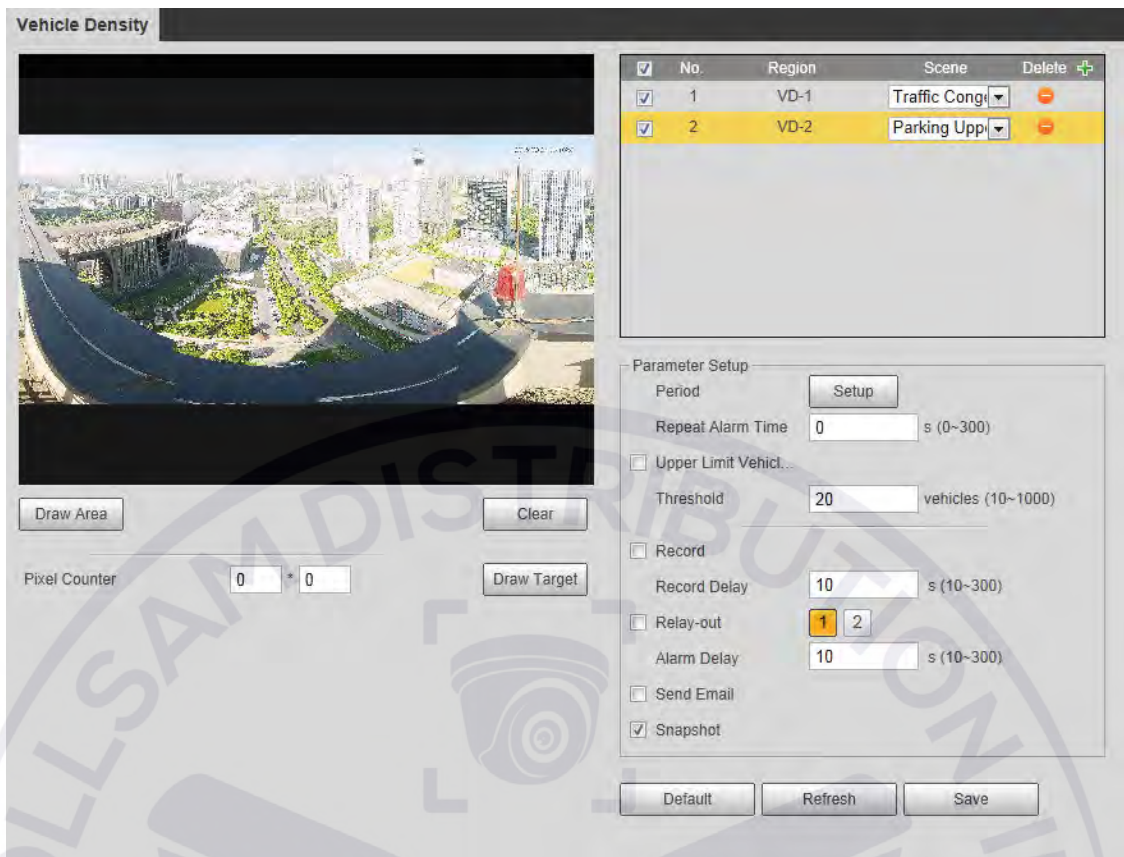 Vehicle Density
No. Region Scene Delete
1 VD-1 Traffic Conge
2 VD-2 Parking Uppe
Parameter Setup
Period Setup
Repeat Alarm Time 0 s (0~300)
Upper Limit Vehicl...
Threshold 20 vehicles (10~1000)
Draw Area Clear
Record
Pixel Counter 0 * 0 Draw Target
Record Delay 10 s (10~300)
Relay-out 1 2
Alarm Delay 10 s (10~300)
Send Email
Snapshot
Default Refresh Save
DISTRIBUTION